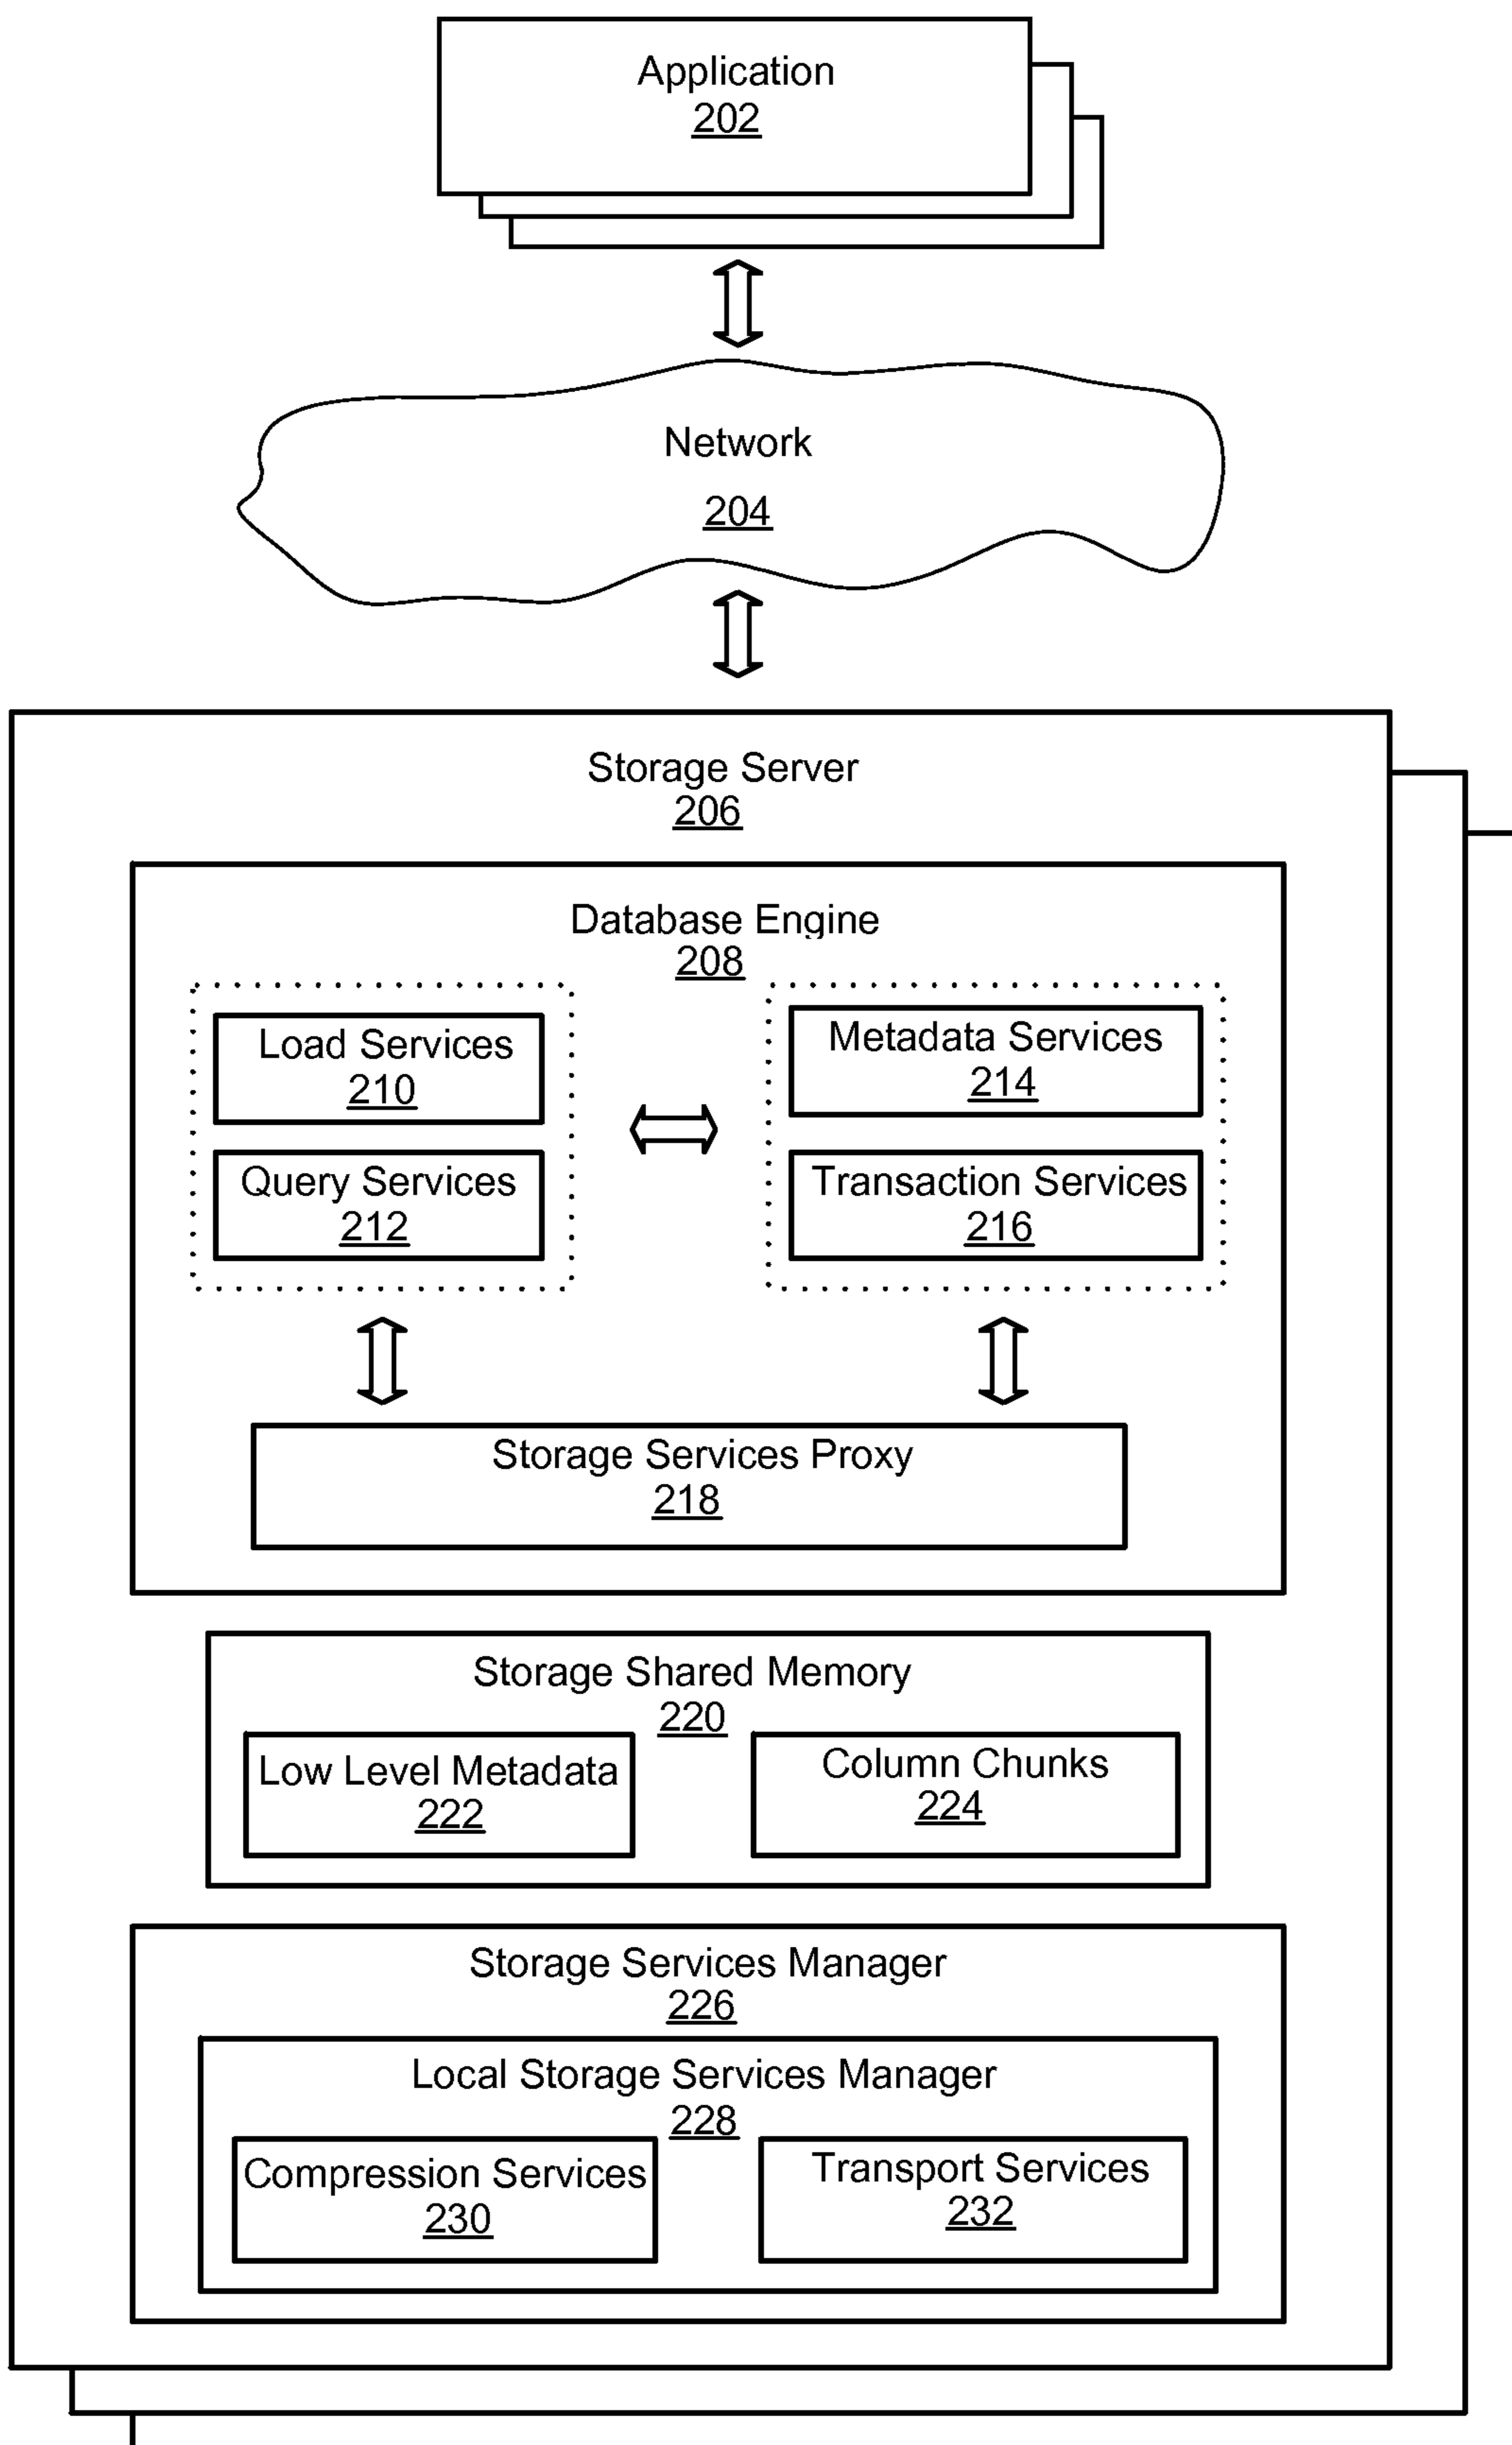 Application
202
Network
204
Storage Server
206
Database Engine
208
Load Services
210
Query Services
212
Metadata Services
214
Transaction Services
216
Storage Services Proxy
218
Storage Shared Memory
220
Low Level Metadata
222
Column Chunks
224
Storage Services Manager
226
Local Storage Services Manager
228
Compression Services
230
Transport Services
232